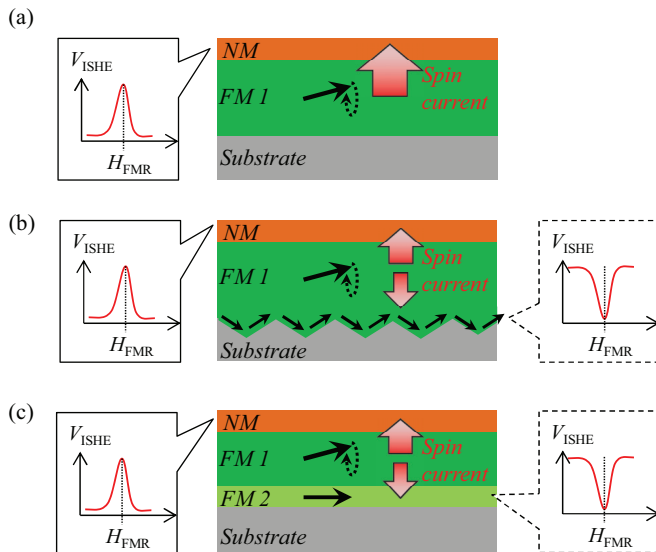 (a)
V_ISHE
H_FMR
NM
FM 1
Spin
current
Substrate
(b)
V_ISHE
H_FMR
NM
FM 1
Spin
current
Substrate
V_ISHE
H_FMR
(c)
V_ISHE
H_FMR
NM
FM 1
Spin
current
FM 2
Substrate
V_ISHE
H_FMR